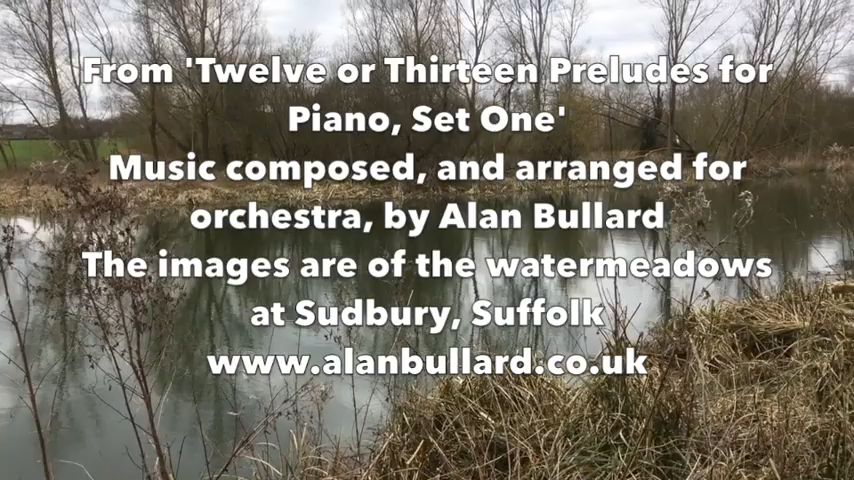 From 'Twelve or Thirteen Preludes for
Piano, Set One'
Music composed, and arranged for
orchestra, by Alan Bullard
The images are of the watermeadows
at Sudbury, Suffolk
www.alanbullard.co.uk